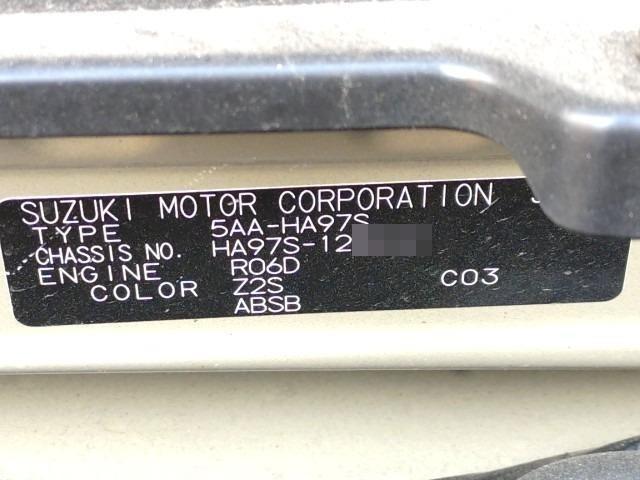 SUZUKI MOTOR CORPORATION
TYPE 5AA-HA97S
CHASSIS NO. HA97S-12
ENGINE R06D
COLOR Z2S C03
ABSB